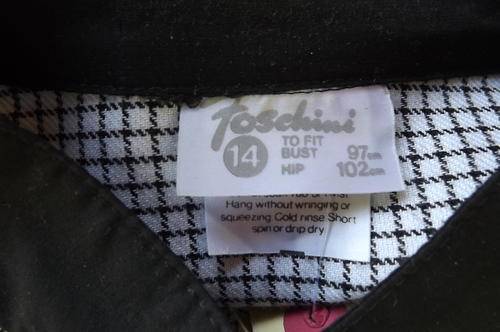 Toschini
14
TO FIT
BUST 97cm
HIP 102cm
Hang without wringing or
squeezing Cold rinse Short
spin or drip dry